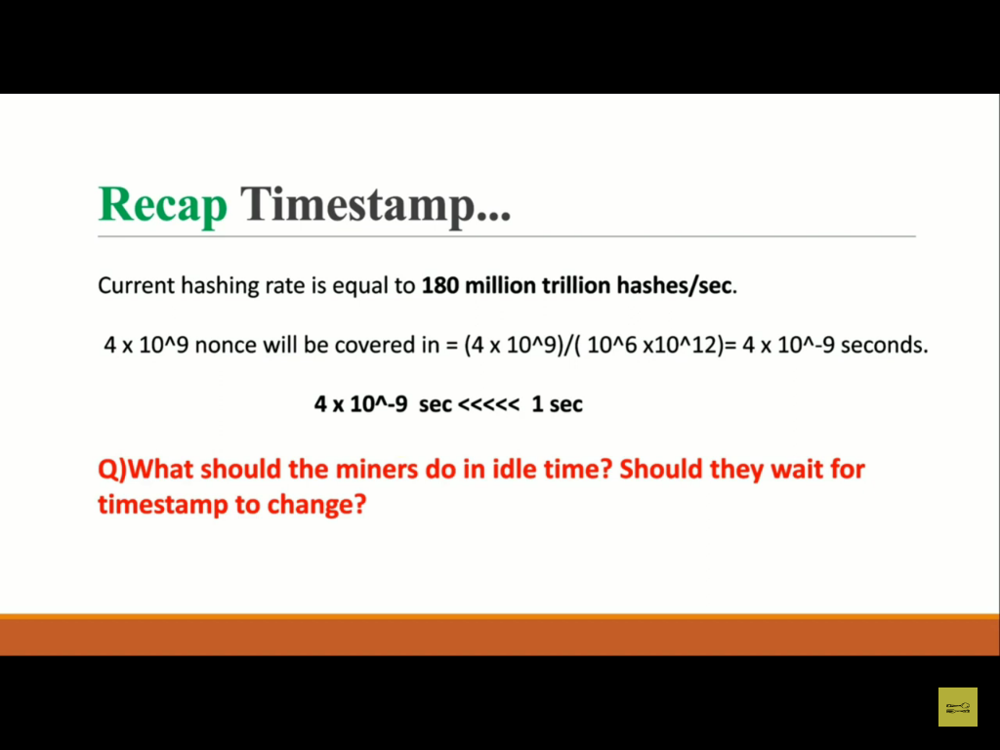 Recap Timestamp...
Current hashing rate is equal to 180 million trillion hashes/sec.
4 x 10^9 nonce will be covered in = (4 x 10^9)/( 10^6 x10^12)= 4 x 10^-9 seconds.
4 x 10^-9 sec <<<<< 1 sec
Q)What should the miners do in idle time? Should they wait for
timestamp to change?